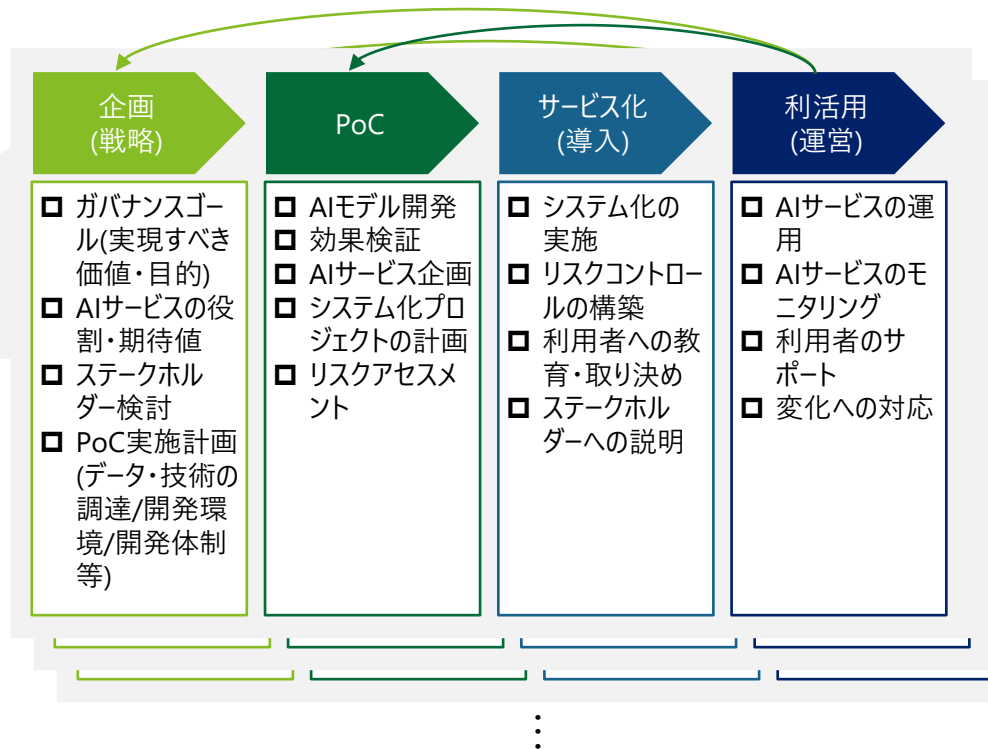 企画
(戦略)
PoC
サービス化
(導入)
利活用
(運営)
ガバナンスゴー
ル(実現すべき
価値・目的)
AIサービスの役
割・期待値
ステークホル
ダー検討
PoC実施計画
(データ・技術の
調達/開発環
境/開発体制
等)
AIモデル開発
効果検証
AIサービス企画
システム化プロ
ジェクトの計画
リスクアセスメ
ント
システム化の
実施
リスクコントロー
ルの構築
利用者への教
育・取り決め
ステークホル
ダーへの説明
AIサービスの運
用
AIサービスのモ
ニタリング
利用者のサ
ポート
変化への対応